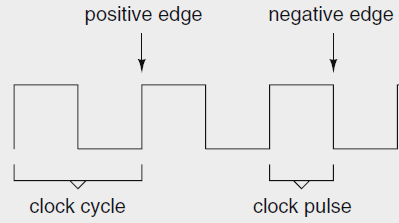 positive edge
negative edge
clock cycle
clock pulse